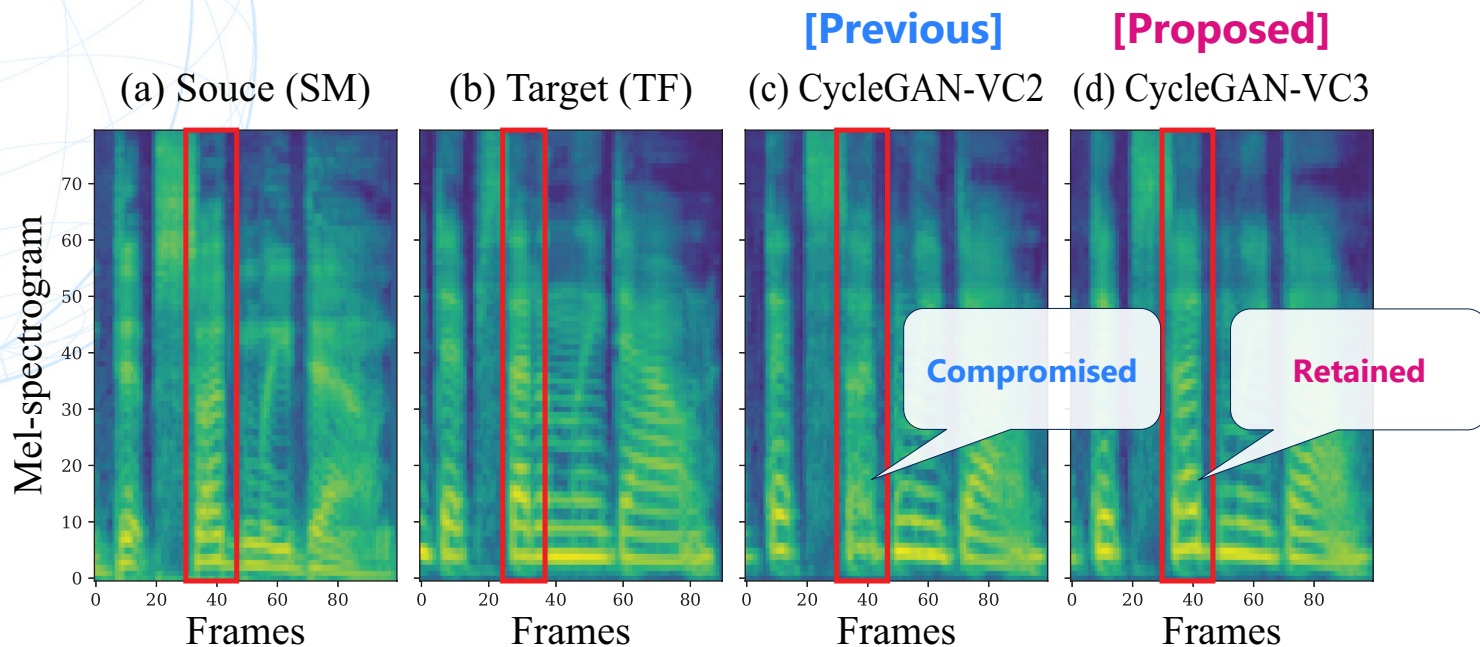 [Previous] [Proposed]
(a) Souce (SM) (b) Target (TF) (c) CycleGAN-VC2 (d) CycleGAN-VC3
Mel-spectrogram
70
60
50
40
30
20
10
0
Compromised
Retained
0 20 40 60 80
0 20 40 60 80
0 20 40 60 80
0 20 40 60 80
Frames Frames Frames Frames